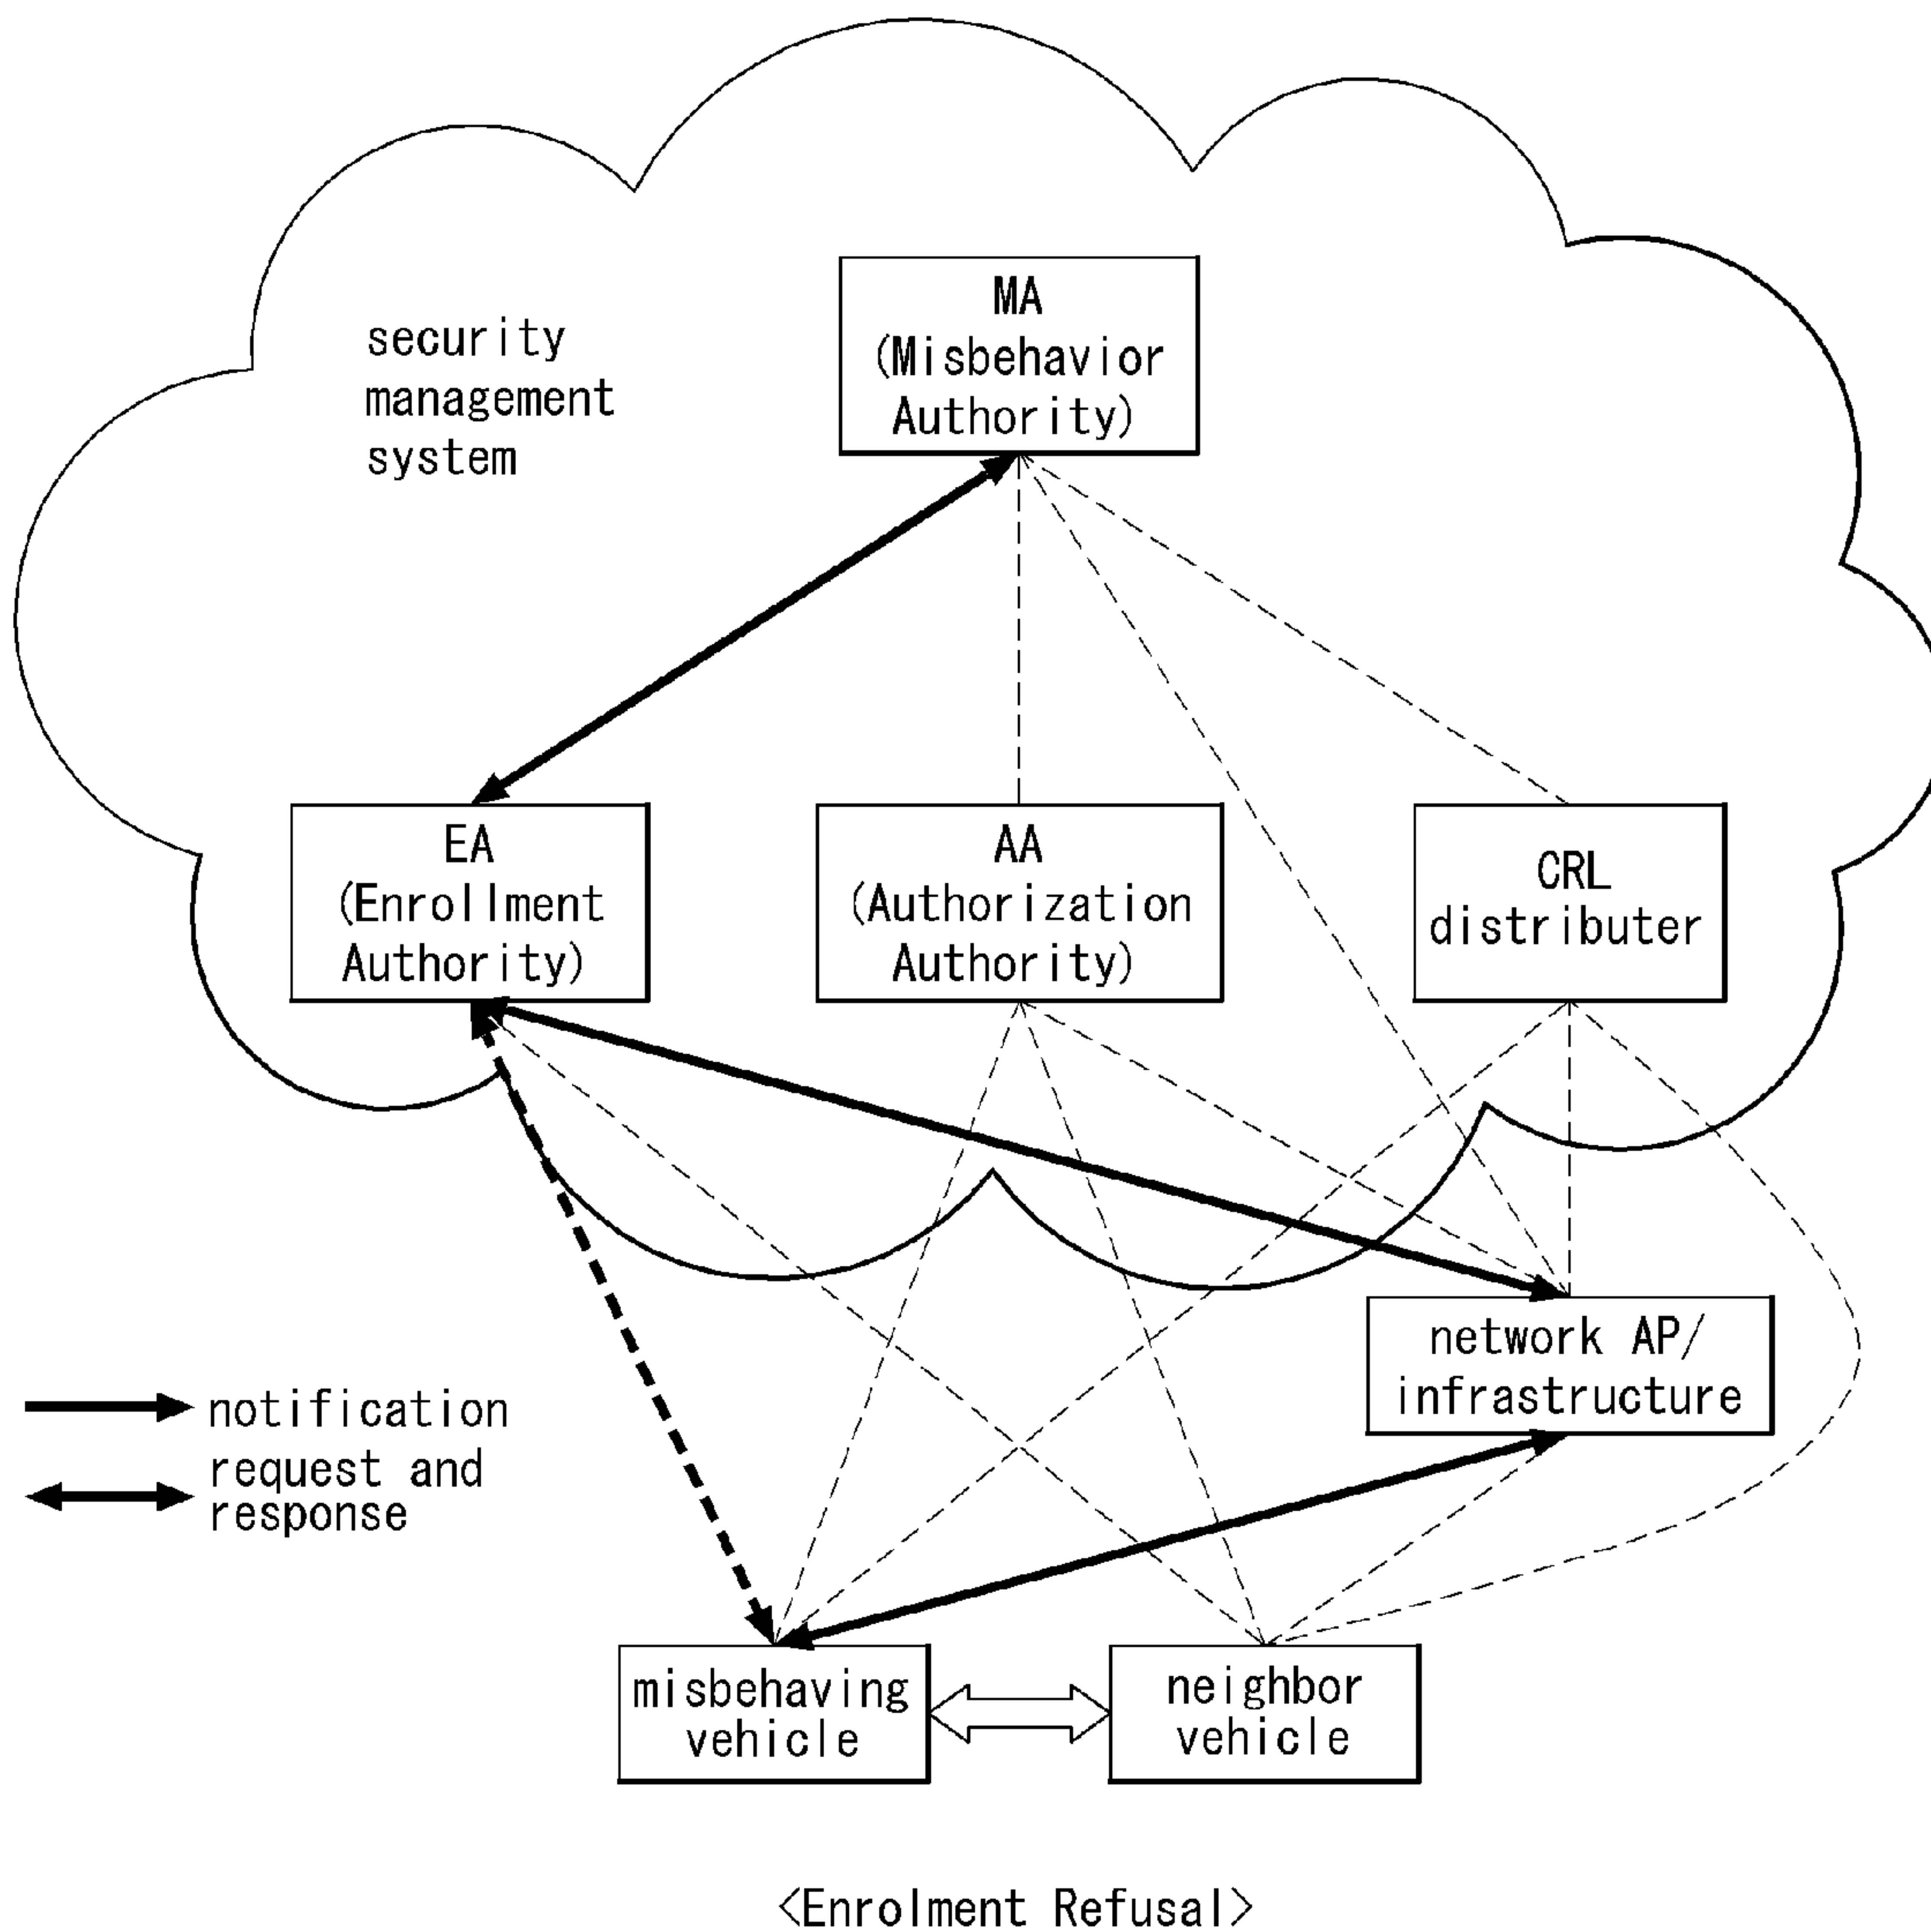 MA
(Misbehavior
Authority)
security
management
system
EA
(Enrollment
Authority)
AA
(Authorization
Authority)
CRL
distributer
network AP/
infrastructure
notification
request and
response
misbehaving
vehicle
neighbor
vehicle
<Enrolment Refusal>